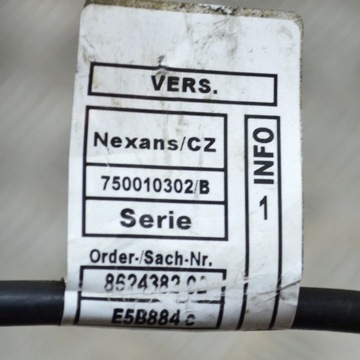 VERS.
Nexans/CZ
750010302/B
Serie
INFO
1
Order-/Sach-Nr.
8624382
E5B884